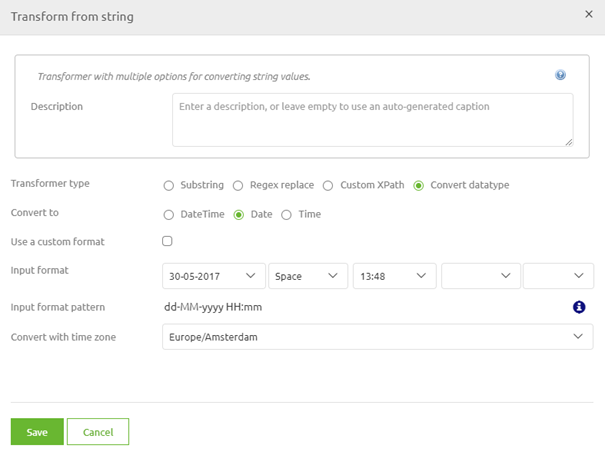 Transform from string ×
Transformer with multiple options for converting string values. ?
Description Enter a description, or leave empty to use an auto-generated caption
Transformer type Substring Regex replace Custom XPath Convert datatype
Convert to DateTime Date Time
Use a custom format
Input format 30-05-2017 Space 13:48
Input format pattern dd-MM-yyyy HH:mm i
Convert with time zone Europe/Amsterdam
Save Cancel